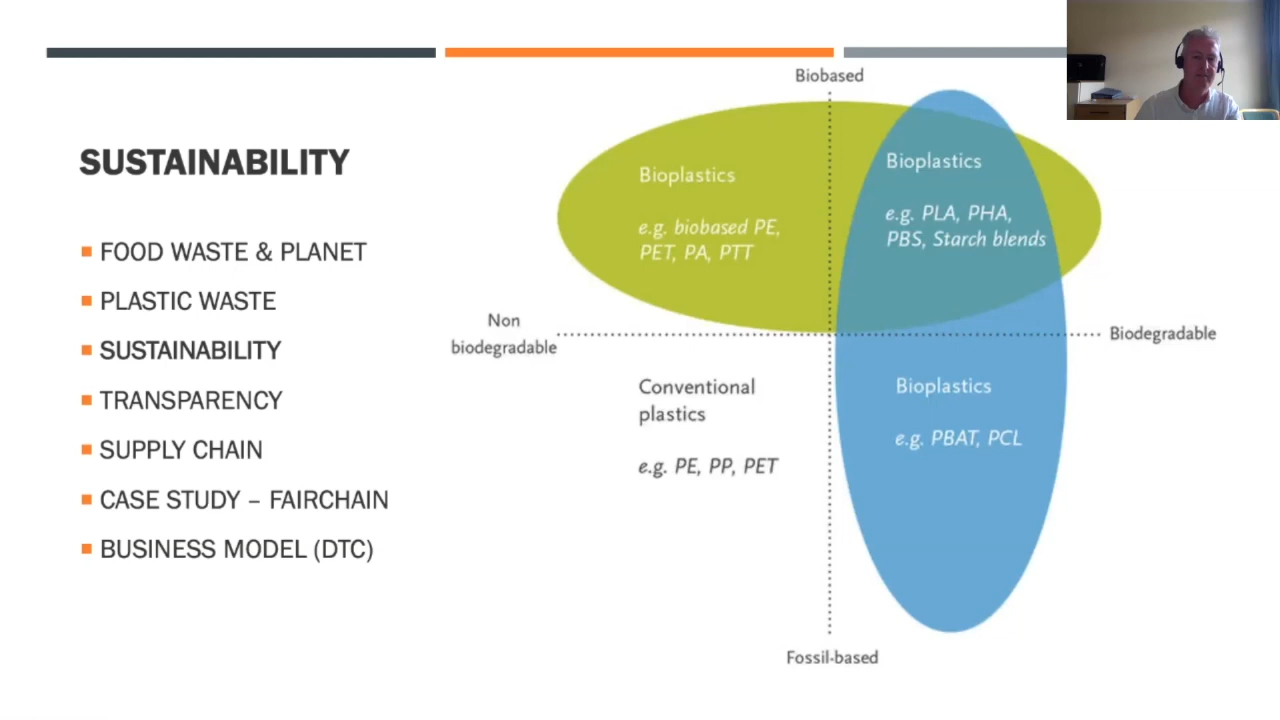 SUSTAINABILITY
FOOD WASTE & PLANET
PLASTIC WASTE
SUSTAINABILITY
TRANSPARENCY
SUPPLY CHAIN
CASE STUDY – FAIRCHAIN
BUSINESS MODEL (DTC)
Biobased
Bioplastics
e.g. biobased PE,
PET, PA, PTT
Bioplastics
e.g. PLA, PHA,
PBS, Starch blends
Non
biodegradable
Biodegradable
Conventional
plastics
e.g. PE, PP, PET
Bioplastics
e.g. PBAT, PCL
Fossil-based